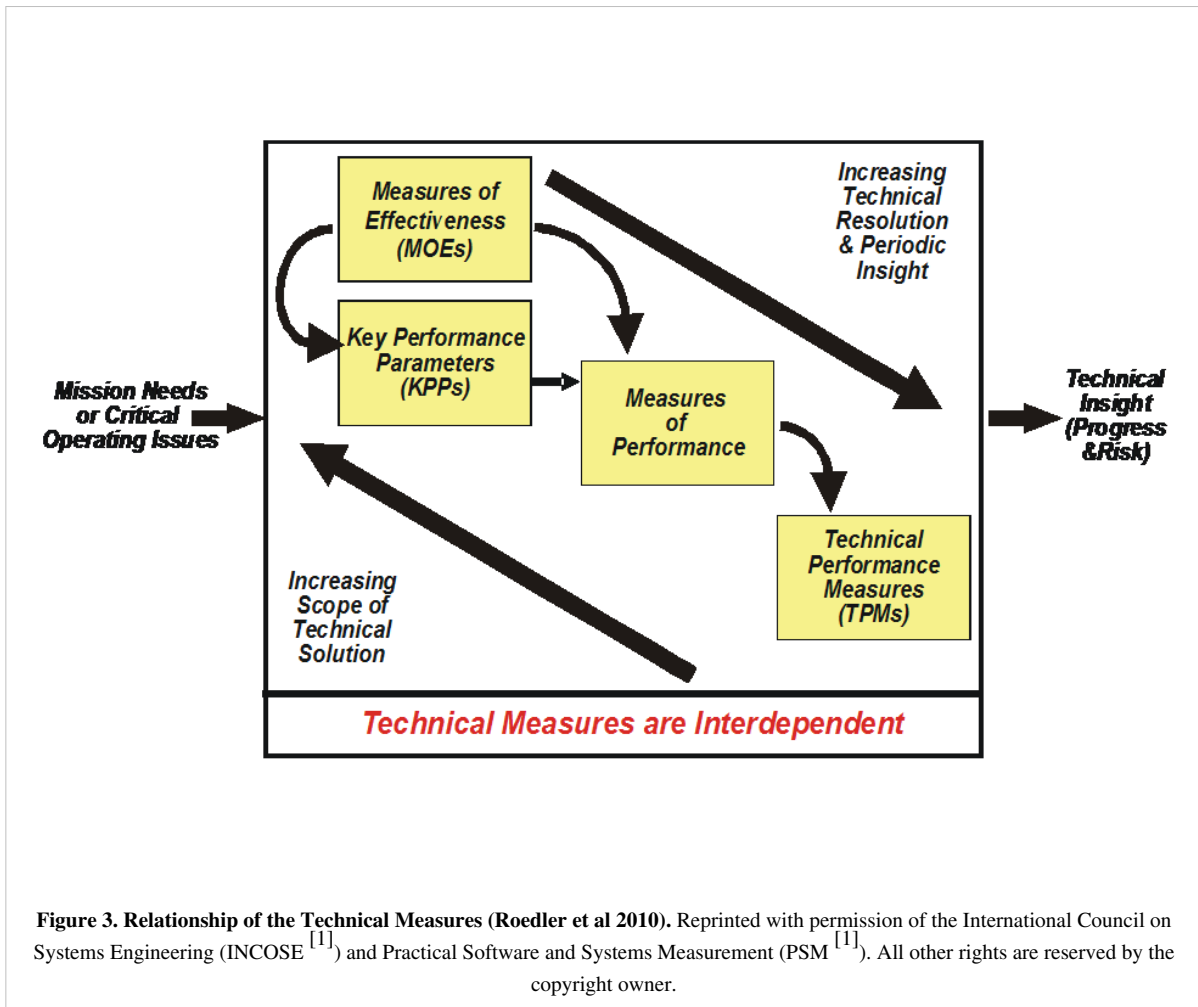 Measures of
Effectiveness
(MOEs)
Increasing
Technical
Resolution
& Periodic
Insight
Key Performance
Parameters
(KPPs)
Mission Needs
or Critical
Operating Issues
Measures
of
Performance
Technical
Insight
(Progress
&Risk)
Technical
Performance
Measures
(TPMs)
Increasing
Scope of
Technical
Solution
Technical Measures are Interdependent
Figure 3. Relationship of the Technical Measures (Roedler et al 2010). Reprinted with permission of the International Council on
Systems Engineering (INCOSE [1]) and Practical Software and Systems Measurement (PSM [1]). All other rights are reserved by the
copyright owner.